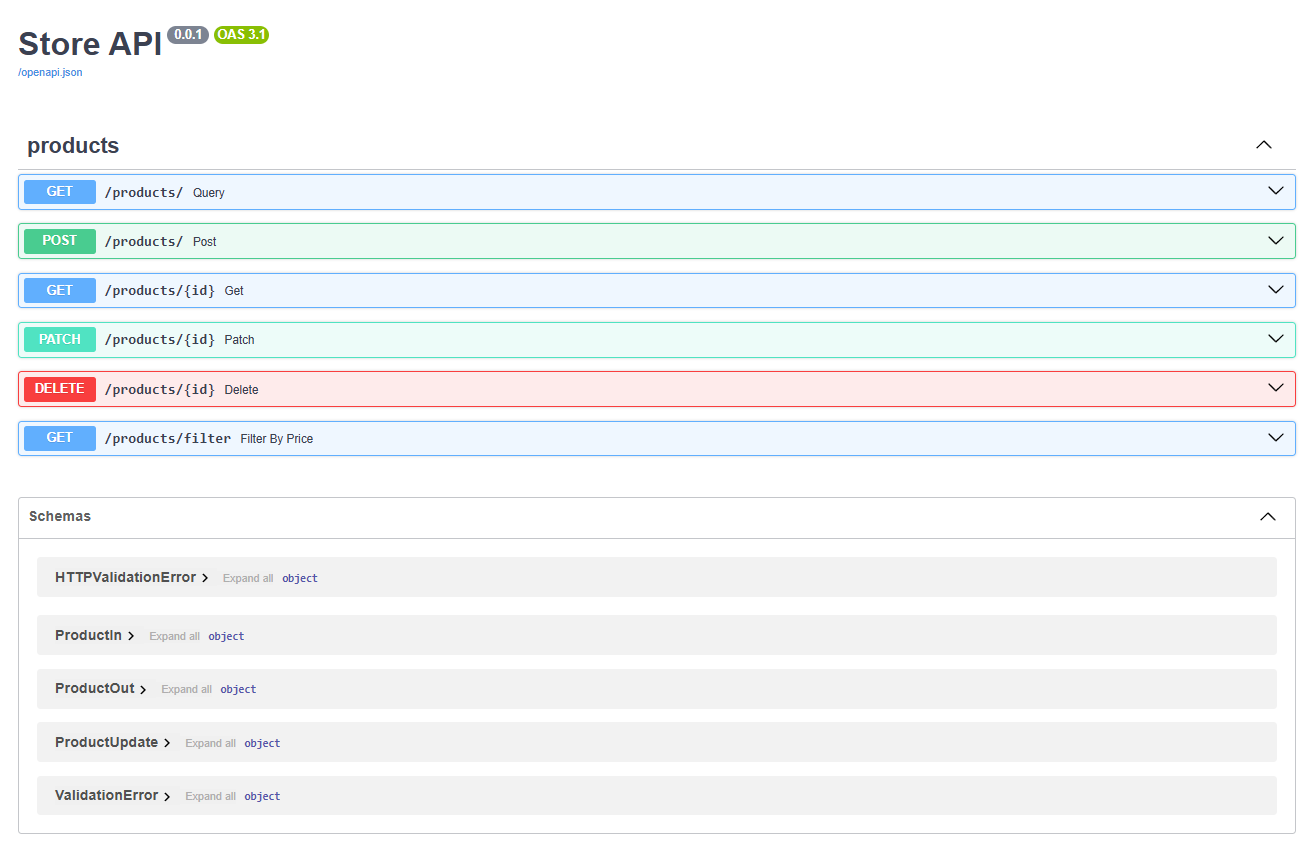 Store API 0.0.1 OAS 3.1
/openapi.json
products
GET /products/ Query
POST /products/ Post
GET /products/{id} Get
PATCH /products/{id} Patch
DELETE /products/{id} Delete
GET /products/filter Filter By Price
Schemas
HTTPValidationError Expand all object
ProductIn Expand all object
ProductOut Expand all object
ProductUpdate Expand all object
ValidationError Expand all object